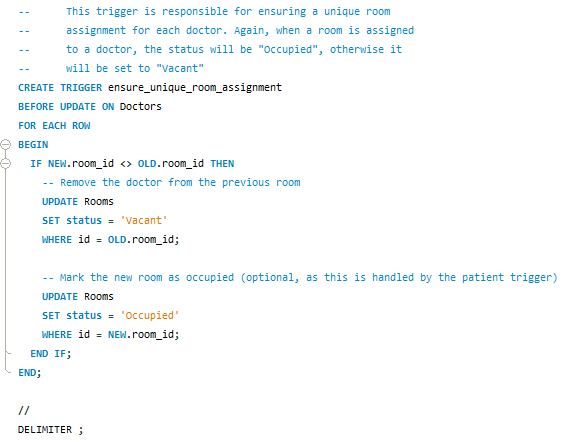 --      This trigger is responsible for ensuring a unique room
--      assignment for each doctor. Again, when a room is assigned
--      to a doctor, the status will be "Occupied", otherwise it
--      will be set to "Vacant"
CREATE TRIGGER ensure_unique_room_assignment
BEFORE UPDATE ON Doctors
FOR EACH ROW
BEGIN
  IF NEW.room_id <> OLD.room_id THEN
    -- Remove the doctor from the previous room
    UPDATE Rooms
    SET status = 'Vacant'
    WHERE id = OLD.room_id;

    -- Mark the new room as occupied (optional, as this is handled by the patient trigger)
    UPDATE Rooms
    SET status = 'Occupied'
    WHERE id = NEW.room_id;
  END IF;
END;

//
DELIMITER ;